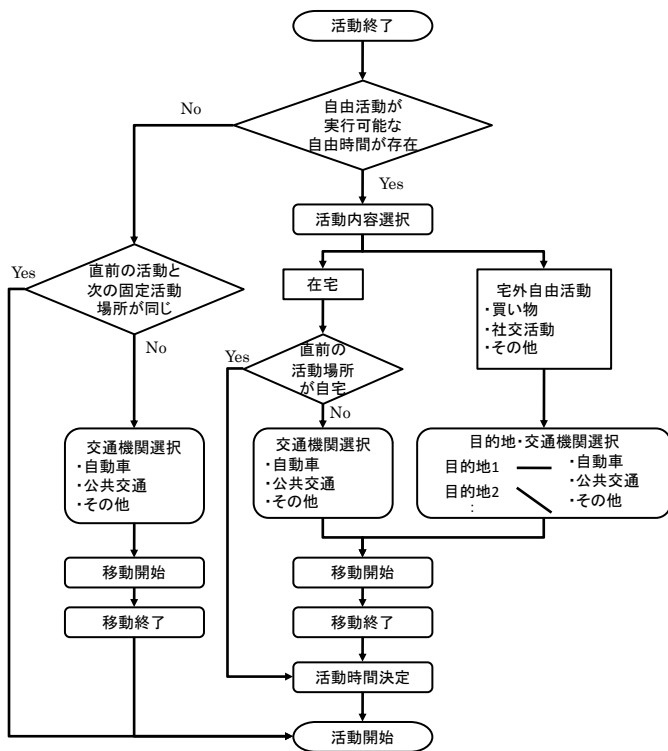 活動終了
No
自由活動が
実行可能な
自由時間が存在
Yes
活動内容選択
Yes
直前の活動と
次の固定活動
場所が同じ
No
在宅
宅外自由活動
・買い物
・社交活動
・その他
Yes
直前の
活動場所
が自宅
No
交通機関選択
・自動車
・公共交通
・その他
交通機関選択
・自動車
・公共交通
・その他
目的地・交通機関選択
目的地1
目的地2
:
・自動車
・公共交通
・その他
移動開始
移動終了
移動開始
移動終了
活動時間決定
活動開始